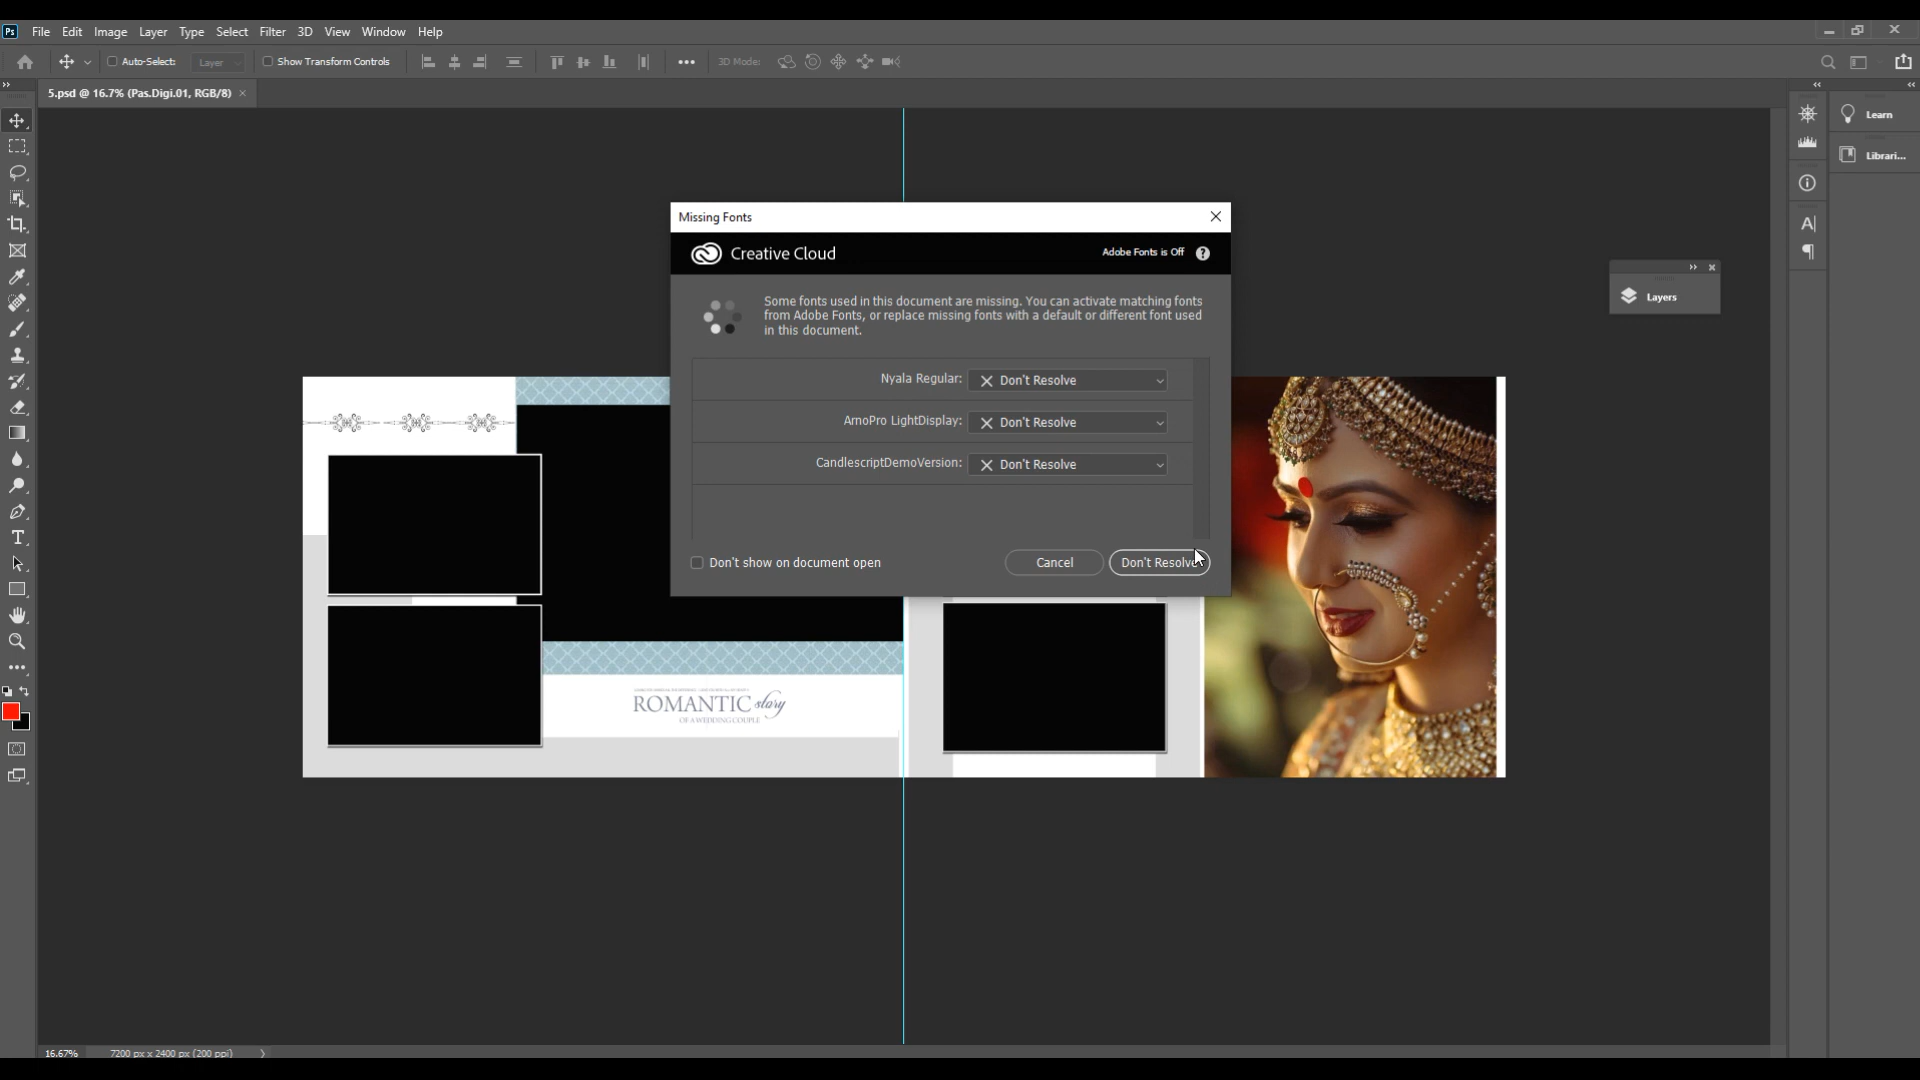 Ps File Edit Image Layer Type Select Filter 3D View Window Help
Auto-Select: Layer Show Transform Controls 3D Mode:
5.psd @ 16.7% (Pas.Digi.01, RGB/8)
Learn
Librari...
Layers
Missing Fonts
Creative Cloud Adobe Fonts is Off
Some fonts used in this document are missing. You can activate matching fonts
from Adobe Fonts, or replace missing fonts with a default or different font used
in this document.
Nyala Regular: Don't Resolve
ArnoPro LightDisplay: Don't Resolve
CandlescriptDemoVersion: Don't Resolve
Don't show on document open Cancel Don't Resolve
ROMANTIC story
OF A WEDDING COUPLE
16.67% 7200 px x 2400 px (200 ppi)